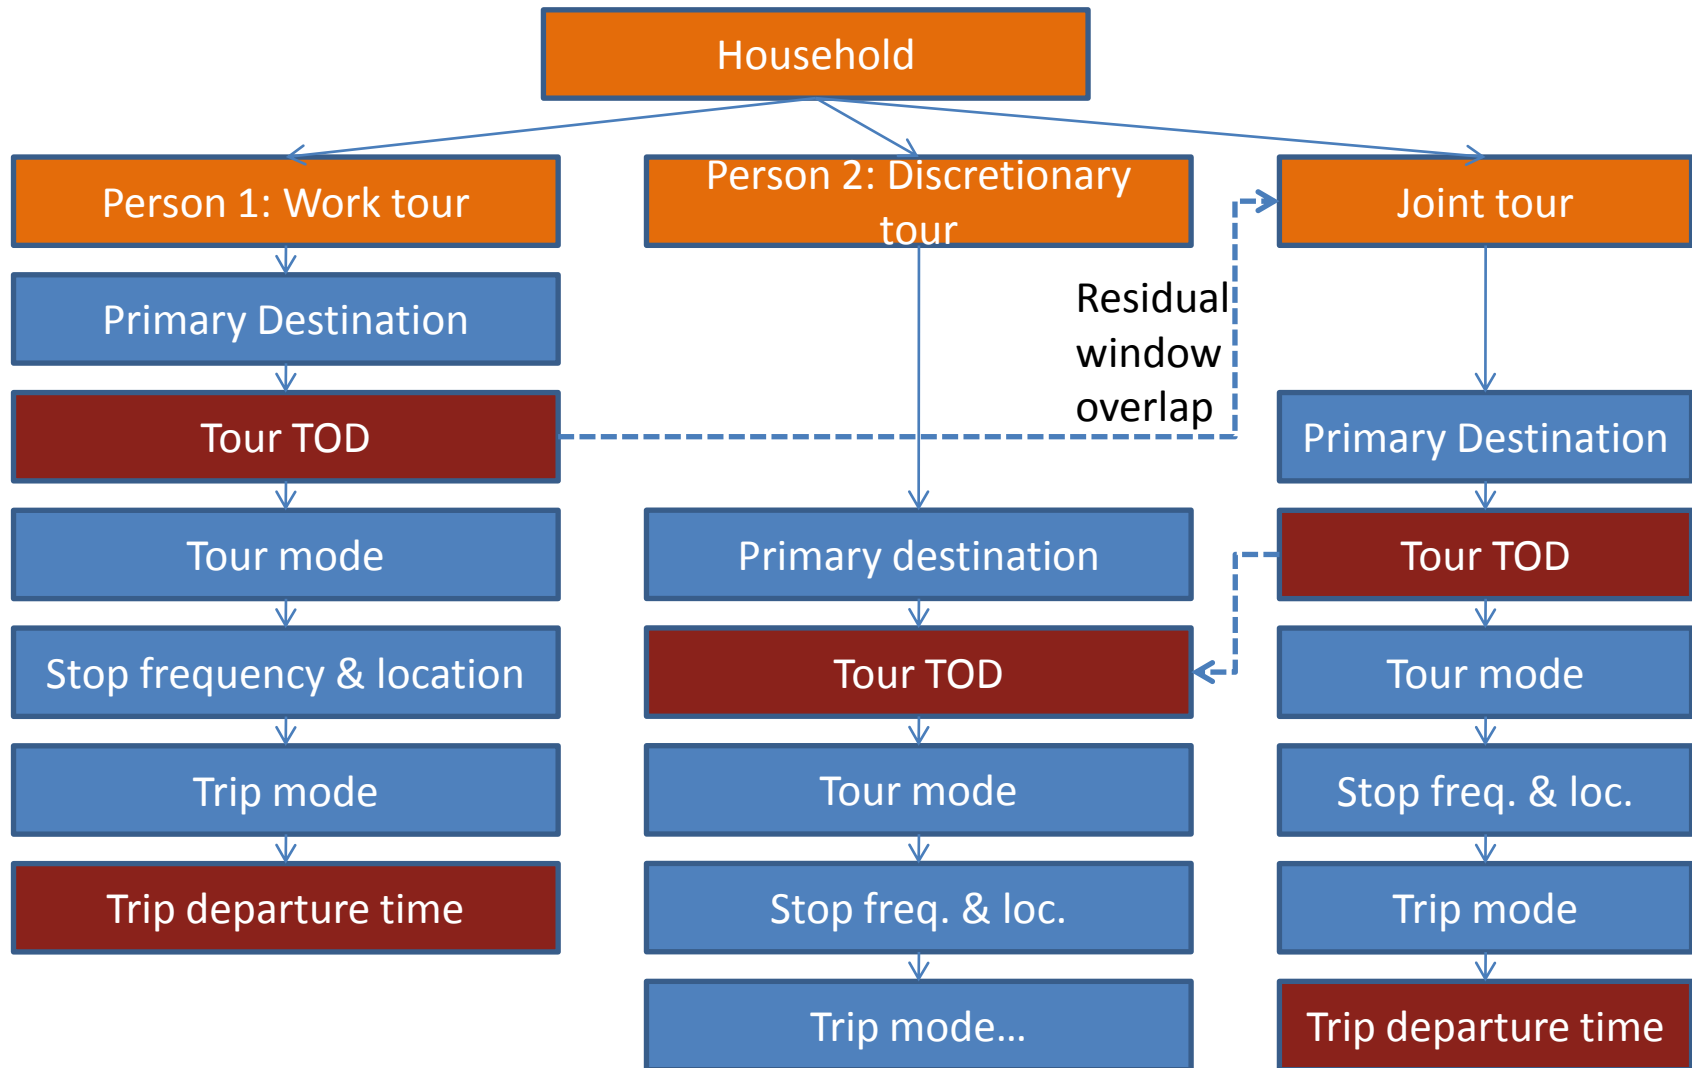 Household
Person 1: Work tour
Primary Destination
Tour TOD
Tour mode
Stop frequency & location
Trip mode
Trip departure time
Person 2: Discretionary
tour
Primary destination
Tour TOD
Tour mode
Stop freq. & loc.
Trip mode...
Residual
window
overlap
Joint tour
Primary Destination
Tour TOD
Tour mode
Stop freq. & loc.
Trip mode
Trip departure time